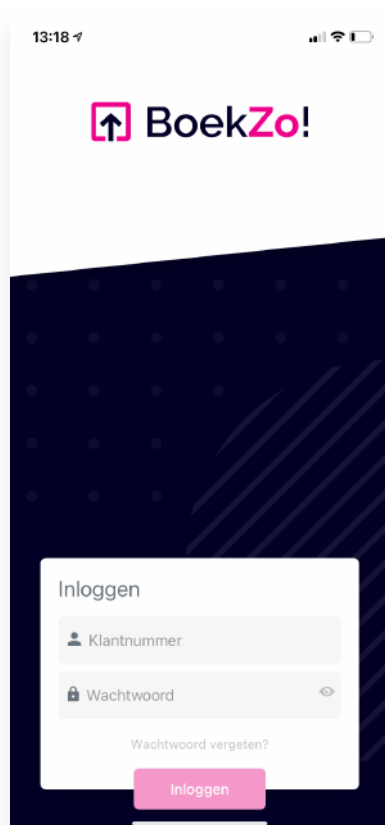 13:18
BoekZo!
Inloggen
Klantnummer
Wachtwoord
Wachtwoord vergeten?
Inloggen